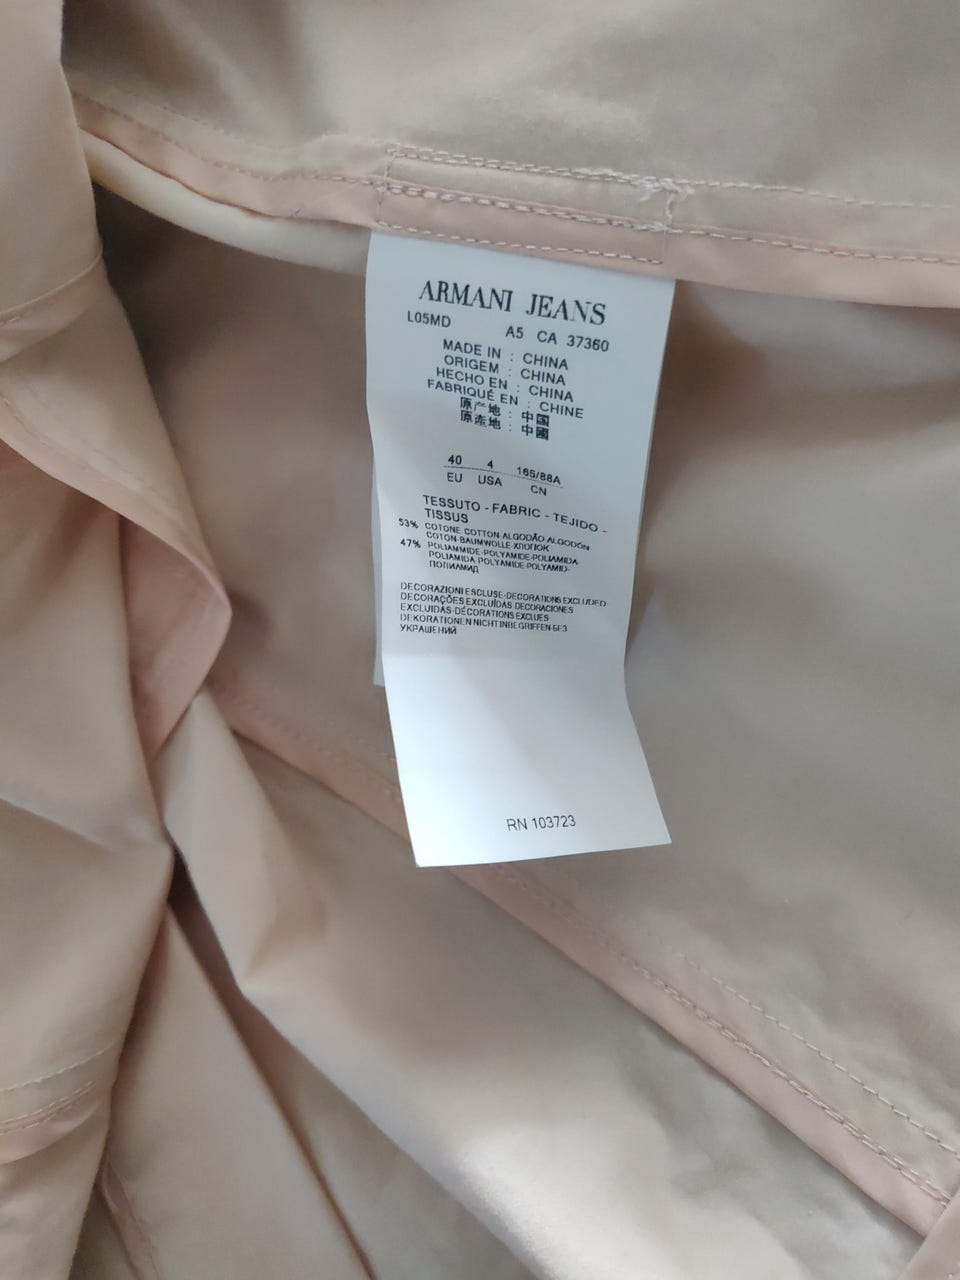 ARMANI JEANS
L05MD A5 CA 37360
MADE IN : CHINA
ORIGEM : CHINA
HECHO EN : CHINA
FABRIQUÉ EN : CHINE
原产地 : 中国
原產地 : 中國
40 4 165/88A
EU USA CN
TESSUTO - FABRIC - TEJIDO -
TISSUS
53% COTONE COTTON ALGODÃO ALGODÓN-
COTON-BAUMWOLLE-ХЛОПОК
47% POLIAMMIDE-POLYAMIDE-POLIAMIDA-
POLIAMIDA POLYAMIDE-POLYAMID-
ПОЛИАМИД
DECORAZIONI ESCLUSE-DECORATIONS EXCLUDED
DECORAÇÕES EXCLUÍDAS DECORACIONES
EXCLUIDAS-DÉCORATIONS EXCLUES-
DEKORATIONEN NICHT INBEGRIFFEN-БЕЗ
УКРАШЕНИЙ
RN 103723